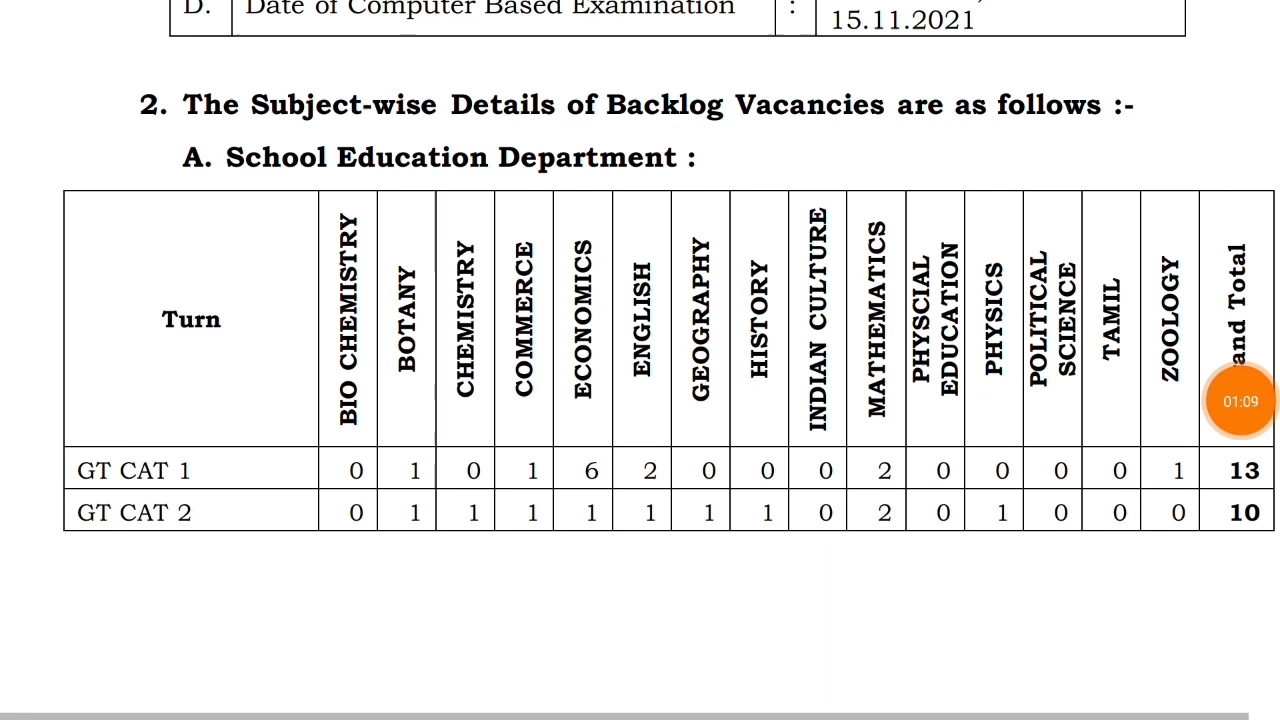 D. Date of Computer Based Examination :
15.11.2021
2. The Subject-wise Details of Backlog Vacancies are as follows :-
A. School Education Department :
Turn BIO CHEMISTRY BOTANY CHEMISTRY COMMERCE ECONOMICS ENGLISH GEOGRAPHY HISTORY INDIAN CULTURE MATHEMATICS PHYSCIAL EDUCATION PHYSICS POLITICAL SCIENCE TAMIL ZOOLOGY Total
01:09
GT CAT 1 0 1 0 1 6 2 0 0 0 2 0 0 0 0 1 13
GT CAT 2 0 1 1 1 1 1 1 1 0 2 0 1 0 0 0 10